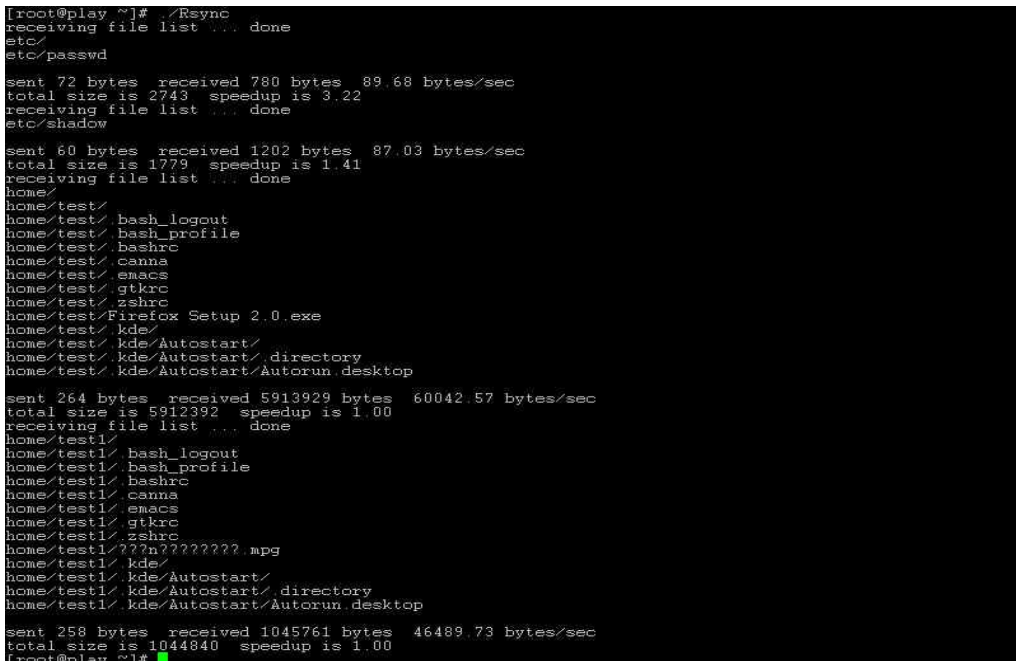 [root@play ~]# ./Rsync
receiving file list ... done
etc/
etc/passwd
sent 72 bytes  received 780 bytes  89.68 bytes/sec
total size is 2743  speedup is 3.22
receiving file list ... done
etc/shadow
sent 60 bytes  received 1202 bytes  87.03 bytes/sec
total size is 1779  speedup is 1.41
receiving file list ... done
home/
home/test/
home/test/.bash_logout
home/test/.bash_profile
home/test/.bashrc
home/test/.canna
home/test/.emacs
home/test/.gtkrc
home/test/.zshrc
home/test/Firefox Setup 2.0.exe
home/test/.kde/
home/test/.kde/Autostart/
home/test/.kde/Autostart/.directory
home/test/.kde/Autostart/Autorun.desktop
sent 264 bytes  received 5913929 bytes  60042.57 bytes/sec
total size is 5912392  speedup is 1.00
receiving file list ... done
home/test1/
home/test1/.bash_logout
home/test1/.bash_profile
home/test1/.bashrc
home/test1/.canna
home/test1/.emacs
home/test1/.gtkrc
home/test1/.zshrc
home/test1/???n????????.mpg
home/test1/.kde/
home/test1/.kde/Autostart/
home/test1/.kde/Autostart/.directory
home/test1/.kde/Autostart/Autorun.desktop
sent 258 bytes  received 1045761 bytes  46489.73 bytes/sec
total size is 1044840  speedup is 1.00
[root@play ~]#